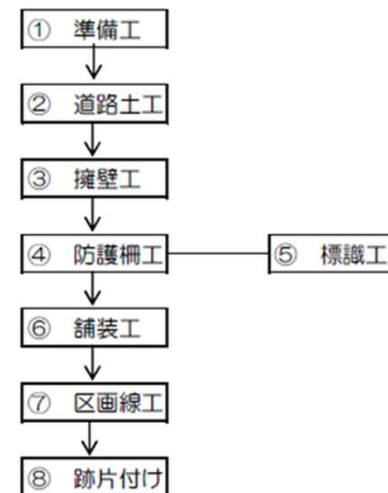 ① 準備工
② 道路土工
③ 擁壁工
④ 防護柵工
⑤ 標識工
⑥ 舗装工
⑦ 区画線工
⑧ 跡片付け